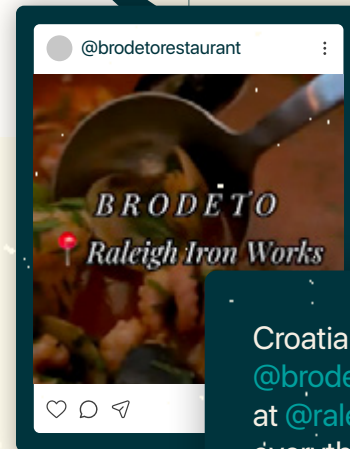 @brodetorestaurant
BRODETO
Raleigh Iron Works
Croatia
@brode
at @rale